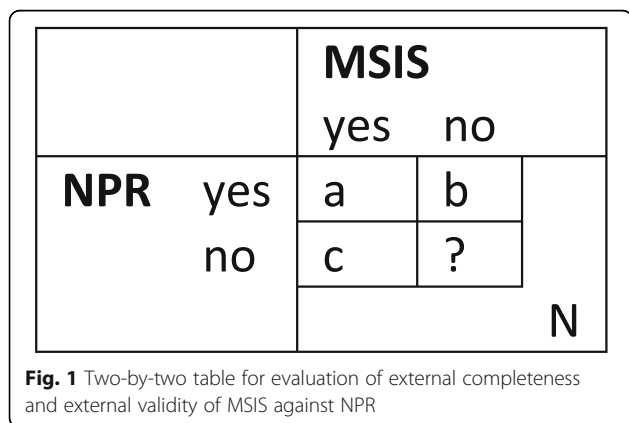 MSIS
yes no
NPR yes a b
no c ?
N
Fig. 1 Two-by-two table for evaluation of external completeness
and external validity of MSIS against NPR